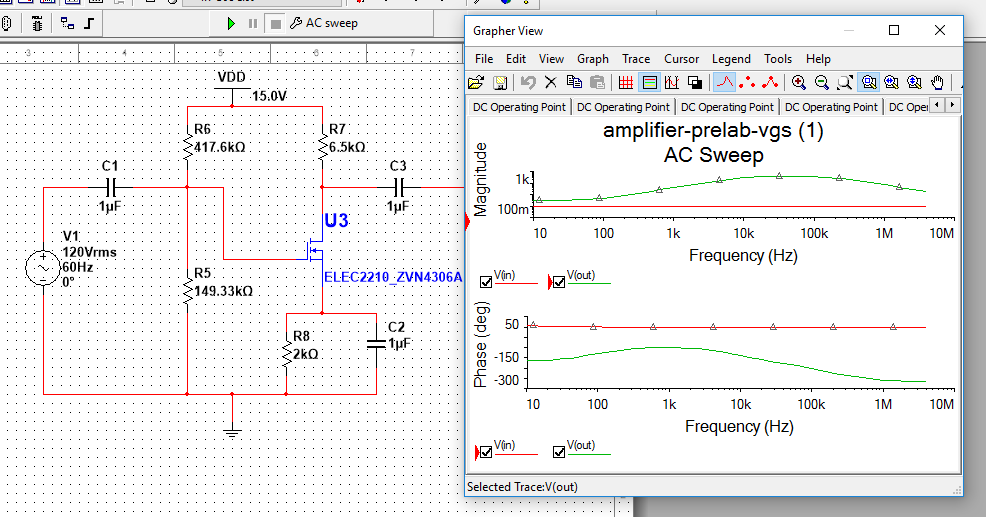 AC sweep
3
4
6
7
VDD
15.0V
R6
417.6kΩ
R7
6.5kΩ
C1
1µF
C3
1µF
U3
V1
120Vrms
60Hz
0°
ELEC2210_ZVN4306A
R5
149.33kΩ
R8
2kΩ
C2
1µF
Grapher View
File Edit View Graph Trace Cursor Legend Tools Help
DC Operating Point DC Operating Point DC Operating Point DC Operating Point DC Oper
amplifier-prelab-vgs (1)
AC Sweep
Magnitude
1k
100m
10 100 1k 10k 100k 1M 10M
Frequency (Hz)
V(in) V(out)
Phase (deg)
50
-150
-300
10 100 1k 10k 100k 1M 10M
Frequency (Hz)
V(in) V(out)
Selected Trace:V(out)